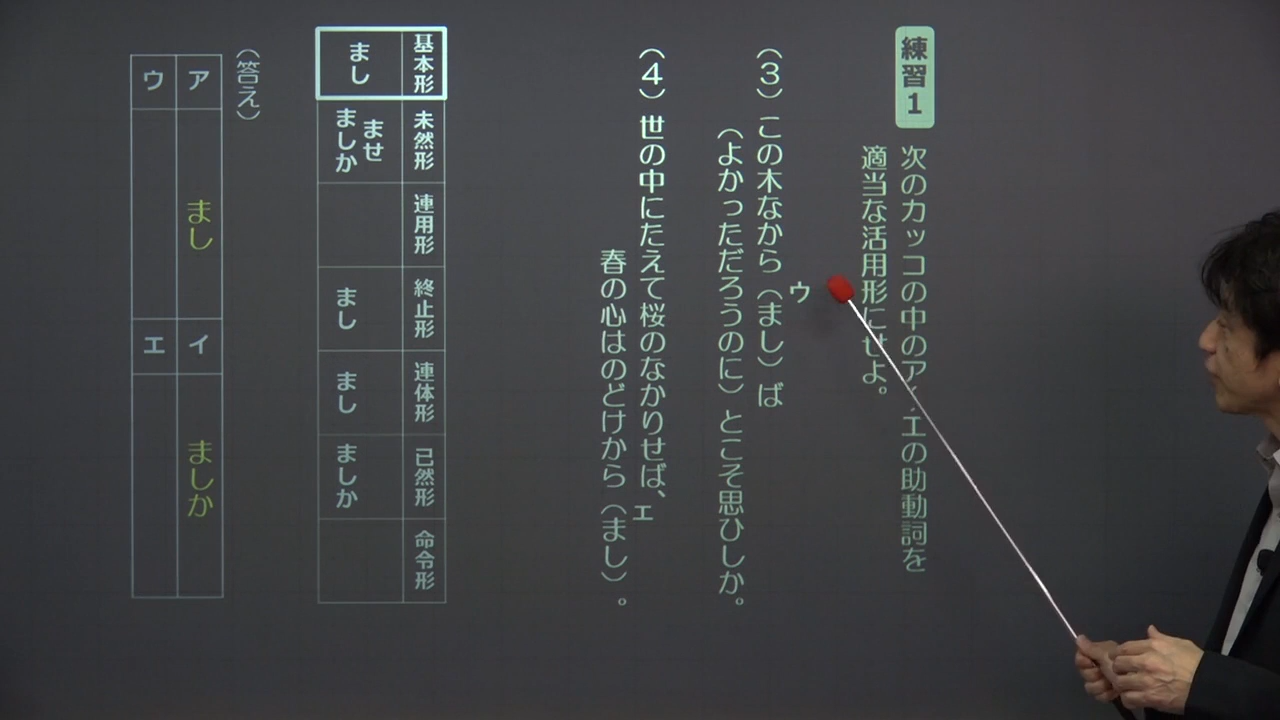 練習1
次のカッコの中のアイ エの助動詞を
適当な活用形にせよ。
ウ
(3) この木なから(まし)ば
(よかっただろうのに)とこそ思ひしか。
エ
(4) 世の中にたえて桜のなかりせば、
春の心はのどけから(まし)。
基本形 未然形 連用形 終止形 連体形 已然形 命令形
まし ませ ましか まし まし ましか
(答え)
ア まし イ ましか
ウ エ